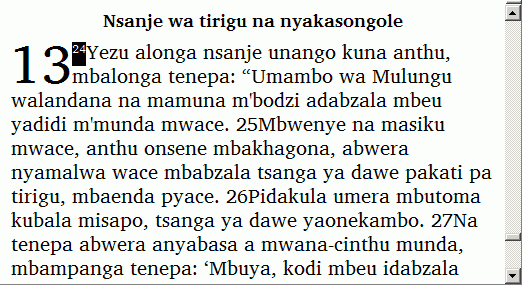 Nsanje wa tirigu na nyakasongole
13 24Yezu alonga nsanje unango kuna anthu,
mbalonga tenepa: “Umambo wa Mulungu
walandana na mamuna m'bodzi adabzala mbeu
yadidi m'munda mwace. 25Mbwenye na masiku
mwace, anthu onsene mbakhagona, abwera
nyamalwa wace mbabzala tsanga ya dawe pakati pa
tirigu, mbaenda pyace. 26Pidakula umera mbutoma
kubala misapo, tsanga ya dawe yaonekambo. 27Na
tenepa abwera anyabasa a mwana-cinthu munda,
mbampanga tenepa: ‘Mbuya, kodi mbeu idabzala